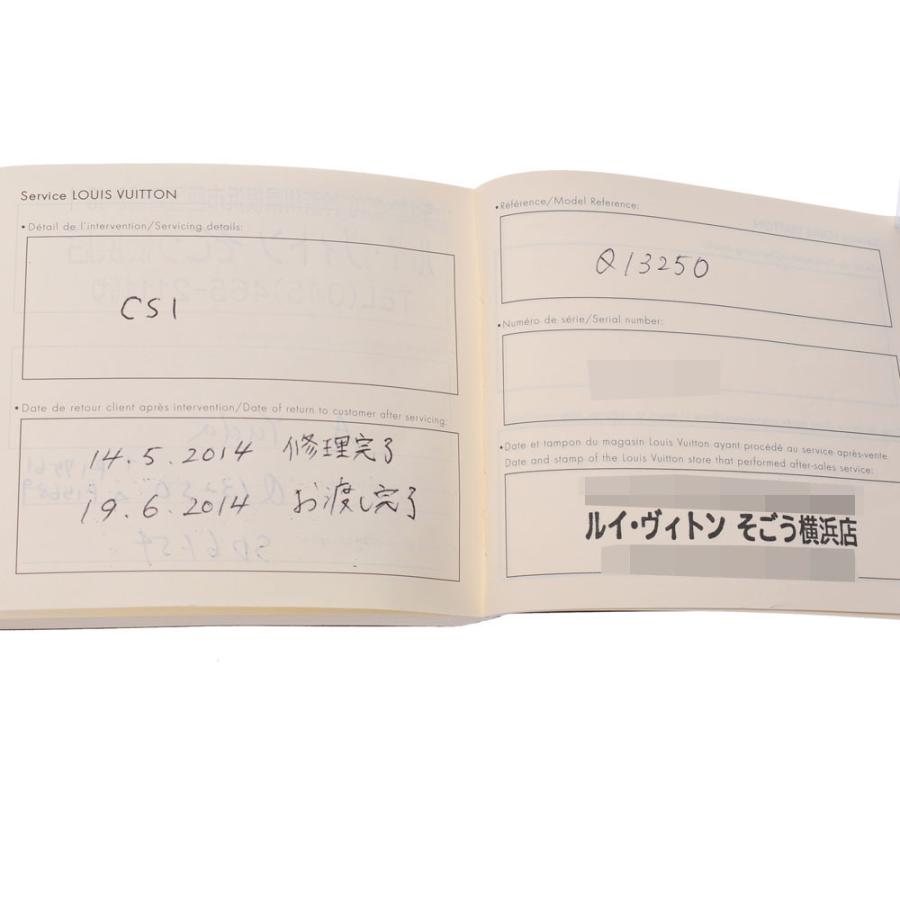 Service LOUIS VUITTON
• Détail de l'intervention/Servicing details:
CS1
• Date de retour client après intervention/Date of return to customer after servicing:
14.5.2014 修理完了
19.6.2014 お渡し完了
• Référence/Model Reference:
Q13250
• Numéro de série/Serial number:
• Date et tampon du magasin Louis Vuitton ayant procédé au service après-vente.
Date and stamp of the Louis Vuitton store that performed after-sales service:
ルイ・ヴィトン そごう横浜店